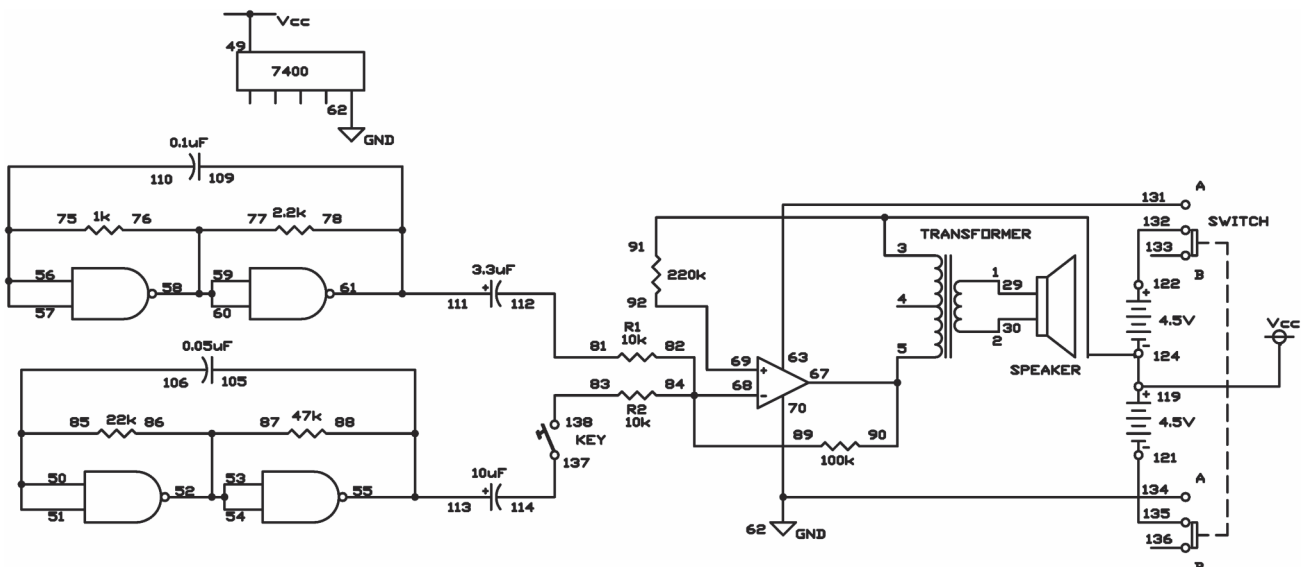 Vcc
49
7400
62
GND
0.1uF
110 109
75 1k 76 77 2.2k 78
56
57
58
59
60
61
3.3uF
111 112
0.05uF
106 105
85 22k 86 87 47k 88
50
51
52
53
54
55
10uF
113 114
138
KEY
137
91
220k
92
R1
10k
81 82
83 84
R2
10k
69
68
+
-
63
67
70
89 90
100k
62 GND
TRANSFORMER
3
4
5
1
29
30
2
SPEAKER
131 A
132 SWITCH
133
B
122
+
4.5V
-
124
Vcc
119
+
4.5V
-
121
A
134
135
136
B